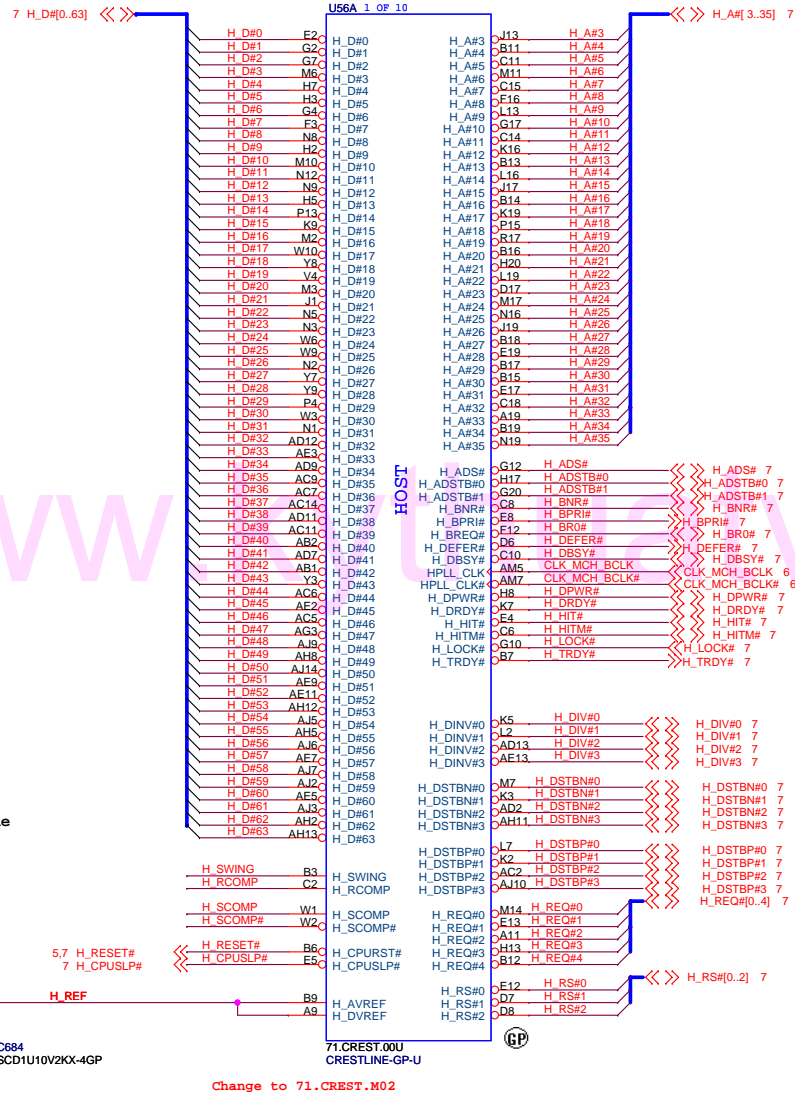 U56A 1 OF 10
7 H_D#[0..63]
H_A#[3..35] 7
H_D#0 E2 H_D#0 H_A#3 J13 H_A#3
H_D#1 G2 H_D#1 H_A#4 B11 H_A#4
H_D#2 G7 H_D#2 H_A#5 C11 H_A#5
H_D#3 M6 H_D#3 H_A#6 M11 H_A#6
H_D#4 H7 H_D#4 H_A#7 C15 H_A#7
H_D#5 H3 H_D#5 H_A#8 F16 H_A#8
H_D#6 G4 H_D#6 H_A#9 L13 H_A#9
H_D#7 F3 H_D#7 H_A#10 G17 H_A#10
H_D#8 N8 H_D#8 H_A#11 C14 H_A#11
H_D#9 H2 H_D#9 H_A#12 K16 H_A#12
H_D#10 M10 H_D#10 H_A#13 B13 H_A#13
H_D#11 N12 H_D#11 H_A#14 L16 H_A#14
H_D#12 N9 H_D#12 H_A#15 J17 H_A#15
H_D#13 H5 H_D#13 H_A#16 B14 H_A#16
H_D#14 P13 H_D#14 H_A#17 K19 H_A#17
H_D#15 K9 H_D#15 H_A#18 P15 H_A#18
H_D#16 M2 H_D#16 H_A#19 R17 H_A#19
H_D#17 W10 H_D#17 H_A#20 B16 H_A#20
H_D#18 Y8 H_D#18 H_A#21 H20 H_A#21
H_D#19 V4 H_D#19 H_A#22 L19 H_A#22
H_D#20 M3 H_D#20 H_A#23 D17 H_A#23
H_D#21 J1 H_D#21 H_A#24 M17 H_A#24
H_D#22 N5 H_D#22 H_A#25 N16 H_A#25
H_D#23 N3 H_D#23 H_A#26 J19 H_A#26
H_D#24 W6 H_D#24 H_A#27 B18 H_A#27
H_D#25 W9 H_D#25 H_A#28 E19 H_A#28
H_D#26 N2 H_D#26 H_A#29 B17 H_A#29
H_D#27 Y7 H_D#27 H_A#30 B15 H_A#30
H_D#28 Y9 H_D#28 H_A#31 E17 H_A#31
H_D#29 P4 H_D#29 H_A#32 C18 H_A#32
H_D#30 W3 H_D#30 H_A#33 A19 H_A#33
H_D#31 N1 H_D#31 H_A#34 B19 H_A#34
H_D#32 AD12 H_D#32 H_A#35 N19 H_A#35
H_D#33 AE3 H_D#33
H_D#34 AD9 H_D#34 H_ADS# G12 H_ADS# H_ADS# 7
H_D#35 AC9 H_D#35 H_ADSTB#0 H17 H_ADSTB#0 H_ADSTB#0 7
H_D#36 AC7 H_D#36 H_ADSTB#1 G20 H_ADSTB#1 H_ADSTB#1 7
H_D#37 AC14 H_D#37 H_BNR# C8 H_BNR# H_BNR# 7
H_D#38 AD11 H_D#38 H_BPRI# E8 H_BPRI# H_BPRI# 7
H_D#39 AC11 H_D#39 H_BREQ# F12 H_BR0# H_BR0# 7
H_D#40 AB2 H_D#40 H_DEFER# D6 H_DEFER# H_DEFER# 7
H_D#41 AD7 H_D#41 H_DBSY# C10 H_DBSY# H_DBSY# 7
H_D#42 AB1 H_D#42 HPLL_CLK AM5 CLK_MCH_BCLK CLK_MCH_BCLK 6
H_D#43 Y3 H_D#43 HPLL_CLK# AM7 CLK_MCH_BCLK# CLK_MCH_BCLK# 6
H_D#44 AC6 H_D#44 H_DPWR# H8 H_DPWR# H_DPWR# 7
H_D#45 AE2 H_D#45 H_DRDY# K7 H_DRDY# H_DRDY# 7
H_D#46 AC5 H_D#46 H_HIT# E4 H_HIT# H_HIT# 7
H_D#47 AG3 H_D#47 H_HITM# C6 H_HITM# H_HITM# 7
H_D#48 AJ9 H_D#48 H_LOCK# G10 H_LOCK# H_LOCK# 7
H_D#49 AH8 H_D#49 H_TRDY# B7 H_TRDY# H_TRDY# 7
H_D#50 AJ14 H_D#50
H_D#51 AE9 H_D#51
H_D#52 AE11 H_D#52
H_D#53 AH12 H_D#53
H_D#54 AJ5 H_D#54 H_DINV#0 K5 H_DIV#0 H_DIV#0 7
H_D#55 AH5 H_D#55 H_DINV#1 L2 H_DIV#1 H_DIV#1 7
H_D#56 AJ6 H_D#56 H_DINV#2 AD13 H_DIV#2 H_DIV#2 7
H_D#57 AE7 H_D#57 H_DINV#3 AE13 H_DIV#3 H_DIV#3 7
H_D#58 AJ7 H_D#58
H_D#59 AJ2 H_D#59 H_DSTBN#0 M7 H_DSTBN#0 H_DSTBN#0 7
H_D#60 AE5 H_D#60 H_DSTBN#1 K3 H_DSTBN#1 H_DSTBN#1 7
H_D#61 AJ3 H_D#61 H_DSTBN#2 AD2 H_DSTBN#2 H_DSTBN#2 7
H_D#62 AH2 H_D#62 H_DSTBN#3 AH11 H_DSTBN#3 H_DSTBN#3 7
H_D#63 AH13 H_D#63
HOST
H_DSTBP#0 L7 H_DSTBP#0 H_DSTBP#0 7
H_DSTBP#1 K2 H_DSTBP#1 H_DSTBP#1 7
H_SWING B3 H_SWING H_DSTBP#2 AC2 H_DSTBP#2 H_DSTBP#2 7
H_RCOMP C2 H_RCOMP H_DSTBP#3 AJ10 H_DSTBP#3 H_DSTBP#3 7
H_REQ#[0..4] 7
H_SCOMP W1 H_SCOMP H_REQ#0 M14 H_REQ#0
H_SCOMP# W2 H_SCOMP# H_REQ#1 E13 H_REQ#1
H_REQ#2 A11 H_REQ#2
5,7 H_RESET# H_RESET# B6 H_CPURST# H_REQ#3 H13 H_REQ#3
7 H_CPUSLP# H_CPUSLP# E5 H_CPUSLP# H_REQ#4 B12 H_REQ#4
H_RS#[0..2] 7
H_RS#0 E12 H_RS#0
H_REF B9 H_AVREF H_RS#1 D7 H_RS#1
A9 H_DVREF H_RS#2 D8 H_RS#2
GP
C684
SCD1U10V2KX-4GP
71.CREST.00U
CRESTLINE-GP-U
Change to 71.CREST.M02